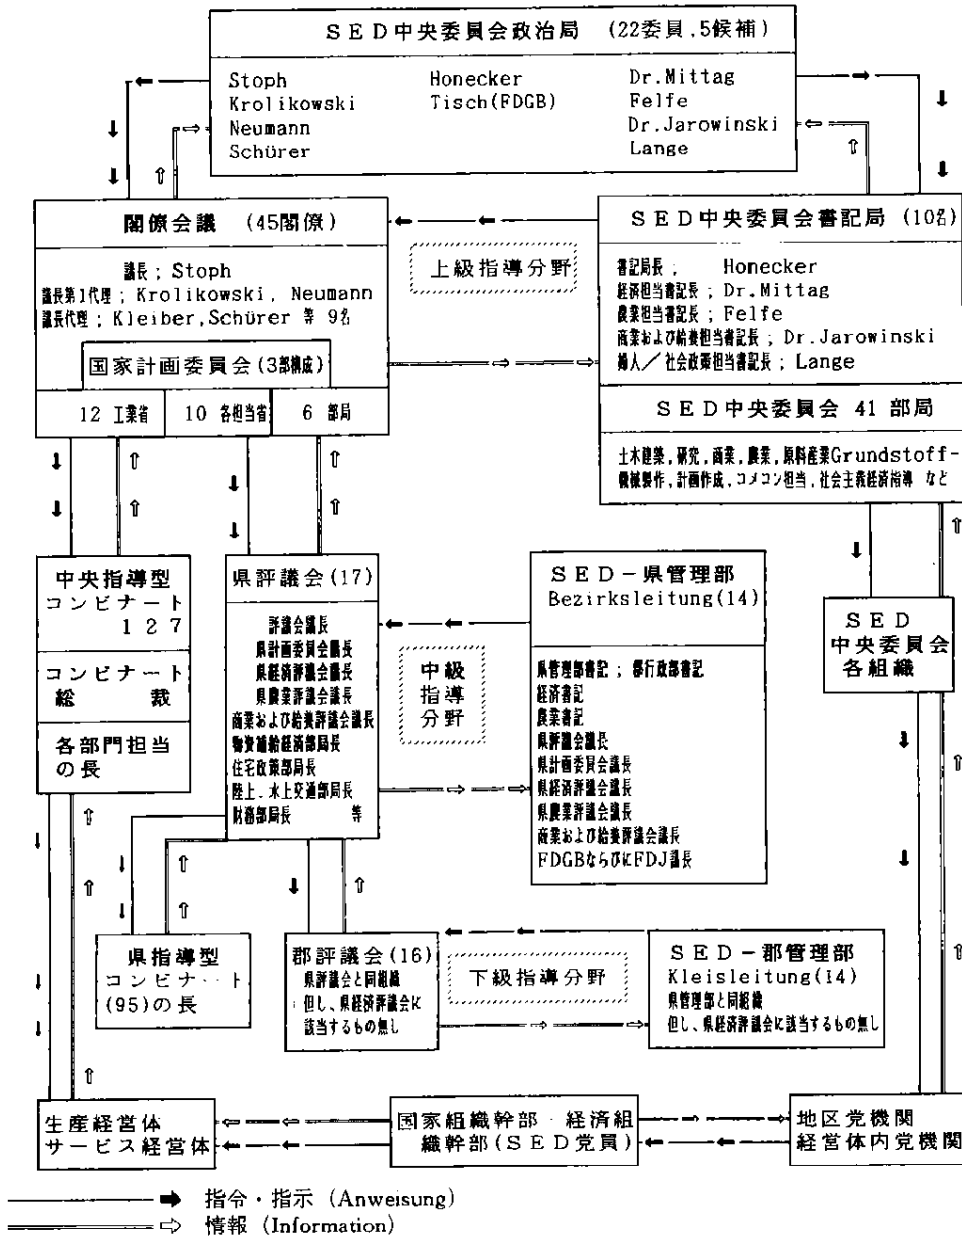 SED中央委員会政治局 (22委員,5候補)
Stoph Honecker Dr.Mittag
Krolikowski Tisch(FDGB) Felfe
Neumann Dr.Jarowinski
Schürer Lange
閣僚会議 (45閣僚)
議長 ; Stoph
議長第1代理 ; Krolikowski, Neumann
議長代理 ; Kleiber,Schürer 等 9名
国家計画委員会(3部構成)
12 工業省 10 各担当省 6 部局
上級指導分野
SED中央委員会書記局 (10名)
書記局長 ; Honecker
経済担当書記長 ; Dr.Mittag
農業担当書記長 ; Felfe
商業および給養担当書記長 ; Dr.Jarowinski
婦人／社会政策担当書記長 ; Lange
SED中央委員会 41 部局
土木建築,研究,商業,農業,原料産業Grundstoff-
機械製作,計画作成,コメコン担当,社会主義経済指導 など
中央指導型
コンビナート
127
コンビナート
総裁
各部門担当
の長
県評議会(17)
評議会議長
県計画委員会議長
県経済評議会議長
県農業評議会議長
商業および給養評議会議長
物資補給経済部局長
住宅政策部局長
陸上、水上交通部局長
財務部局長 等
中級
指導
分野
SED－県管理部
Bezirksleitung(14)
県管理部書記 ; 郡行政部書記
経済書記
農業書記
県評議会議長
県計画委員会議長
県経済評議会議長
県農業評議会議長
商業および給養評議会議長
FDGBならびにFDJ議長
SED
中央委員会
各組織
県指導型
コンビナート
(95)の長
郡評議会(16)
県評議会と同組織
但し、県経済評議会に
該当するもの無し
下級指導分野
SED－郡管理部
Kleisleitung(14)
県管理部と同組織
但し、県経済評議会に該当するもの無し
生産経営体
サービス経営体
国家組織幹部・経済組
織幹部(SED党員)
地区党機関
経営体内党機関
指令・指示 (Anweisung)
情報 (Information)